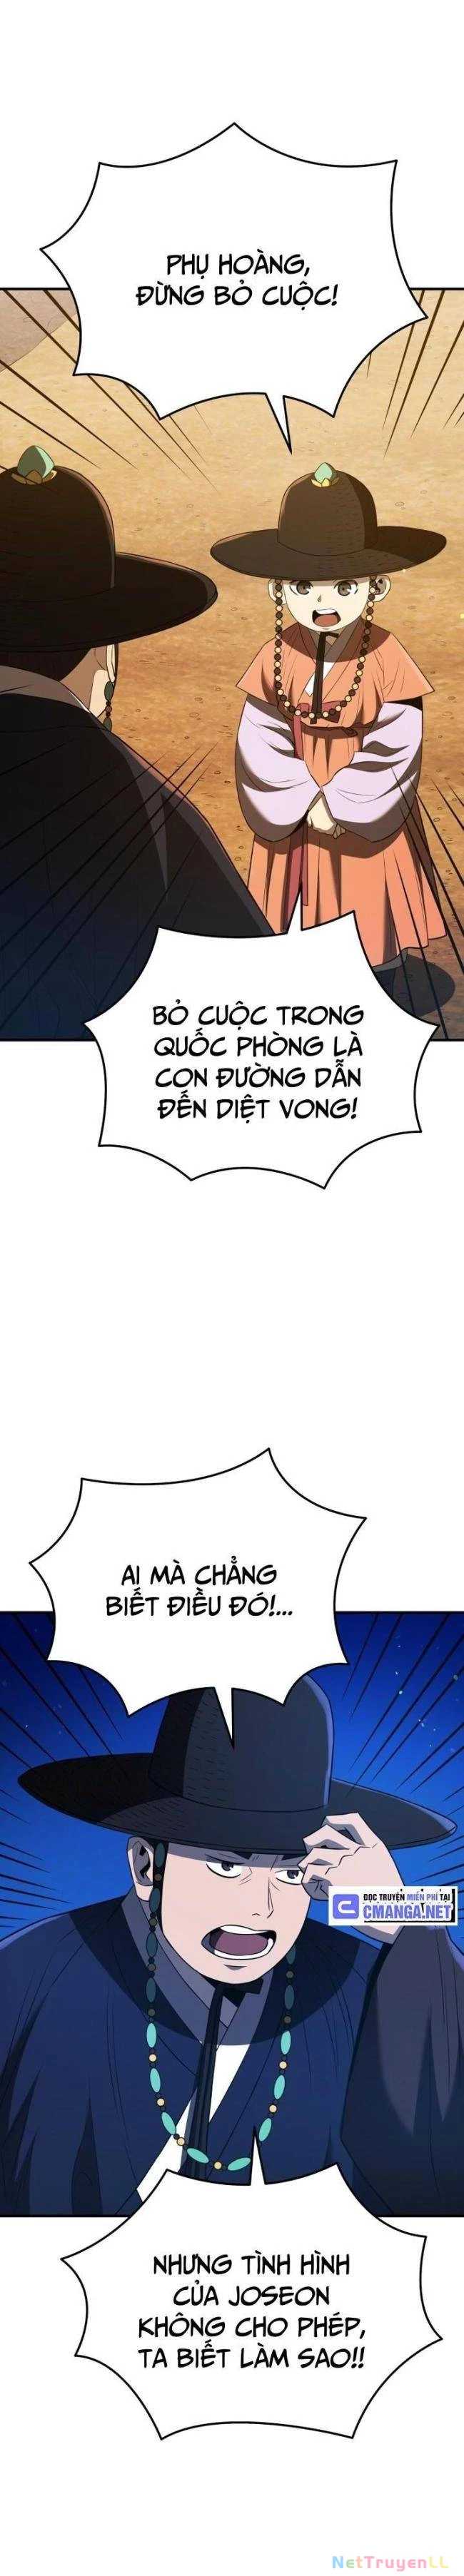 PHỤ HOÀNG,
ĐỪNG BỎ CUỘC!
BỎ CUỘC TRONG
QUỐC PHÒNG LÀ
CON ĐƯỜNG DẪN
ĐẾN DIỆT VONG!
AI MÀ CHẲNG
BIẾT ĐIỀU ĐÓ!...
ĐỌC TRUYỆN MIỄN PHÍ TẠI
CMANGA.NET
NHƯNG TÌNH HÌNH
CỦA JOSEON
KHÔNG CHO PHÉP,
TA BIẾT LÀM SAO!!
NetTruyenLL